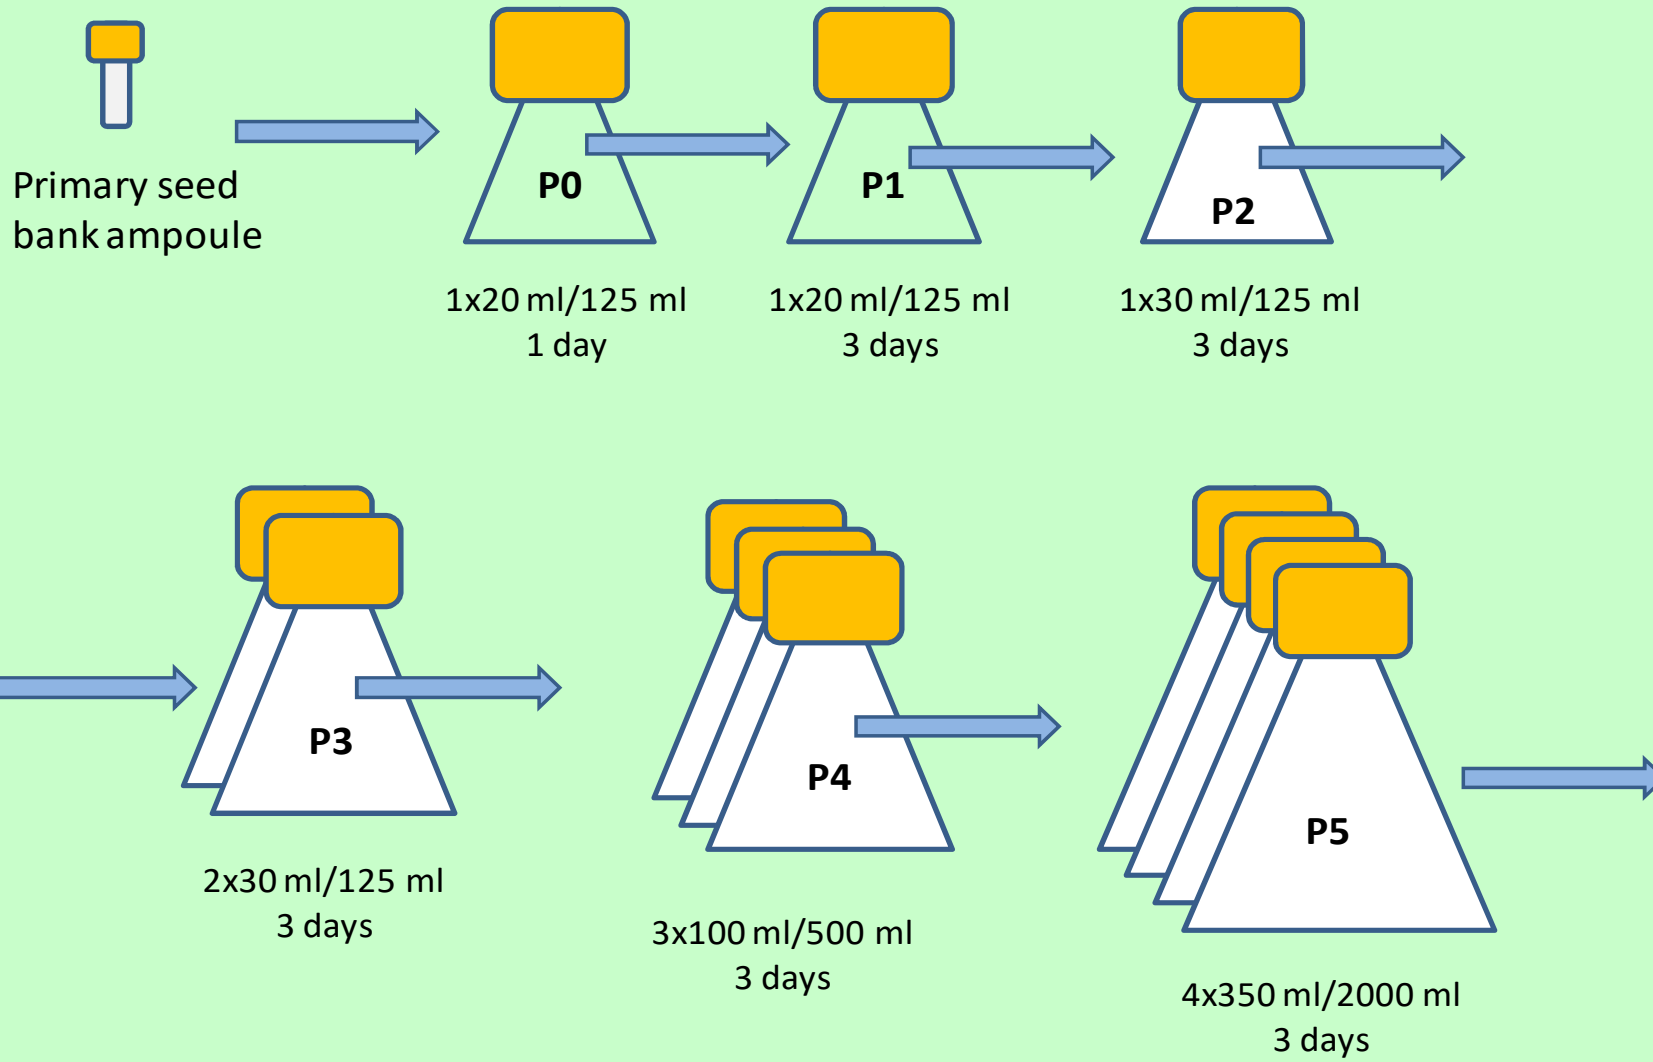 Primary seed
bank ampoule
P0
1x20 ml/125 ml
1 day
P1
1x20 ml/125 ml
3 days
P2
1x30 ml/125 ml
3 days
P3
2x30 ml/125 ml
3 days
P4
3x100 ml/500 ml
3 days
P5
4x350 ml/2000 ml
3 days